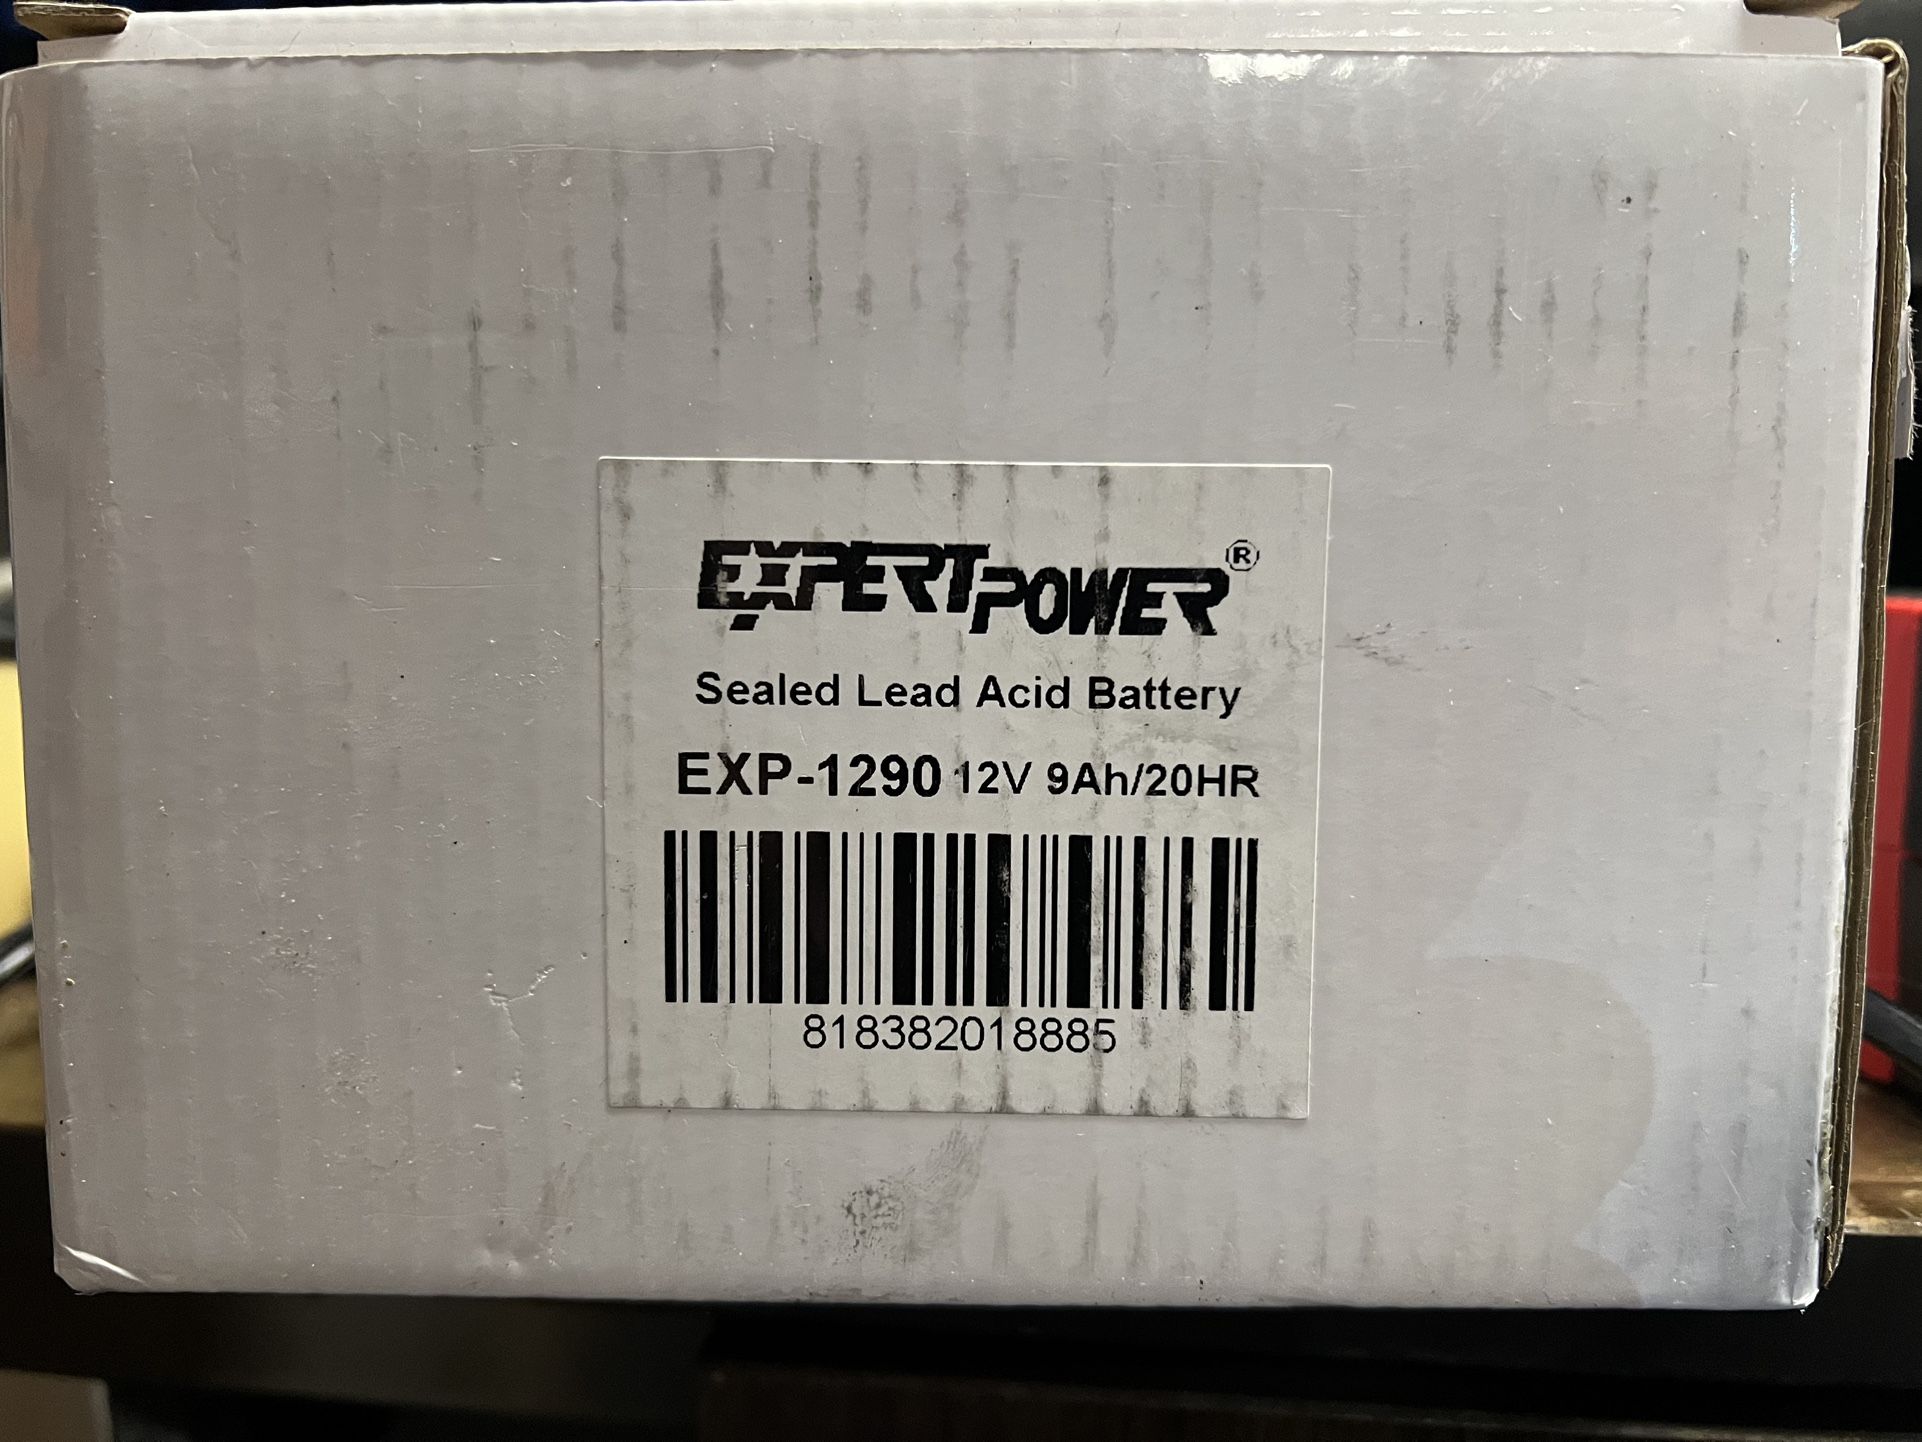 EXPERTPOWER®
Sealed Lead Acid Battery
EXP-1290 12V 9Ah/20HR
818382018885